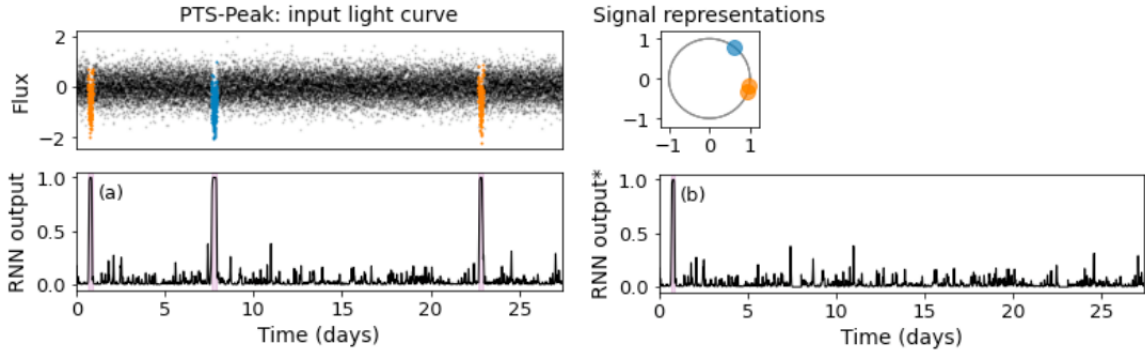 PTS-Peak: input light curve
Flux
2
0
−2
Signal representations
1
0
−1
−1 0 1
RNN output
1.0
0.5
0.0
(a)
0 5 10 15 20 25
Time (days)
RNN output*
1.0
0.5
0.0
(b)
0 5 10 15 20 25
Time (days)